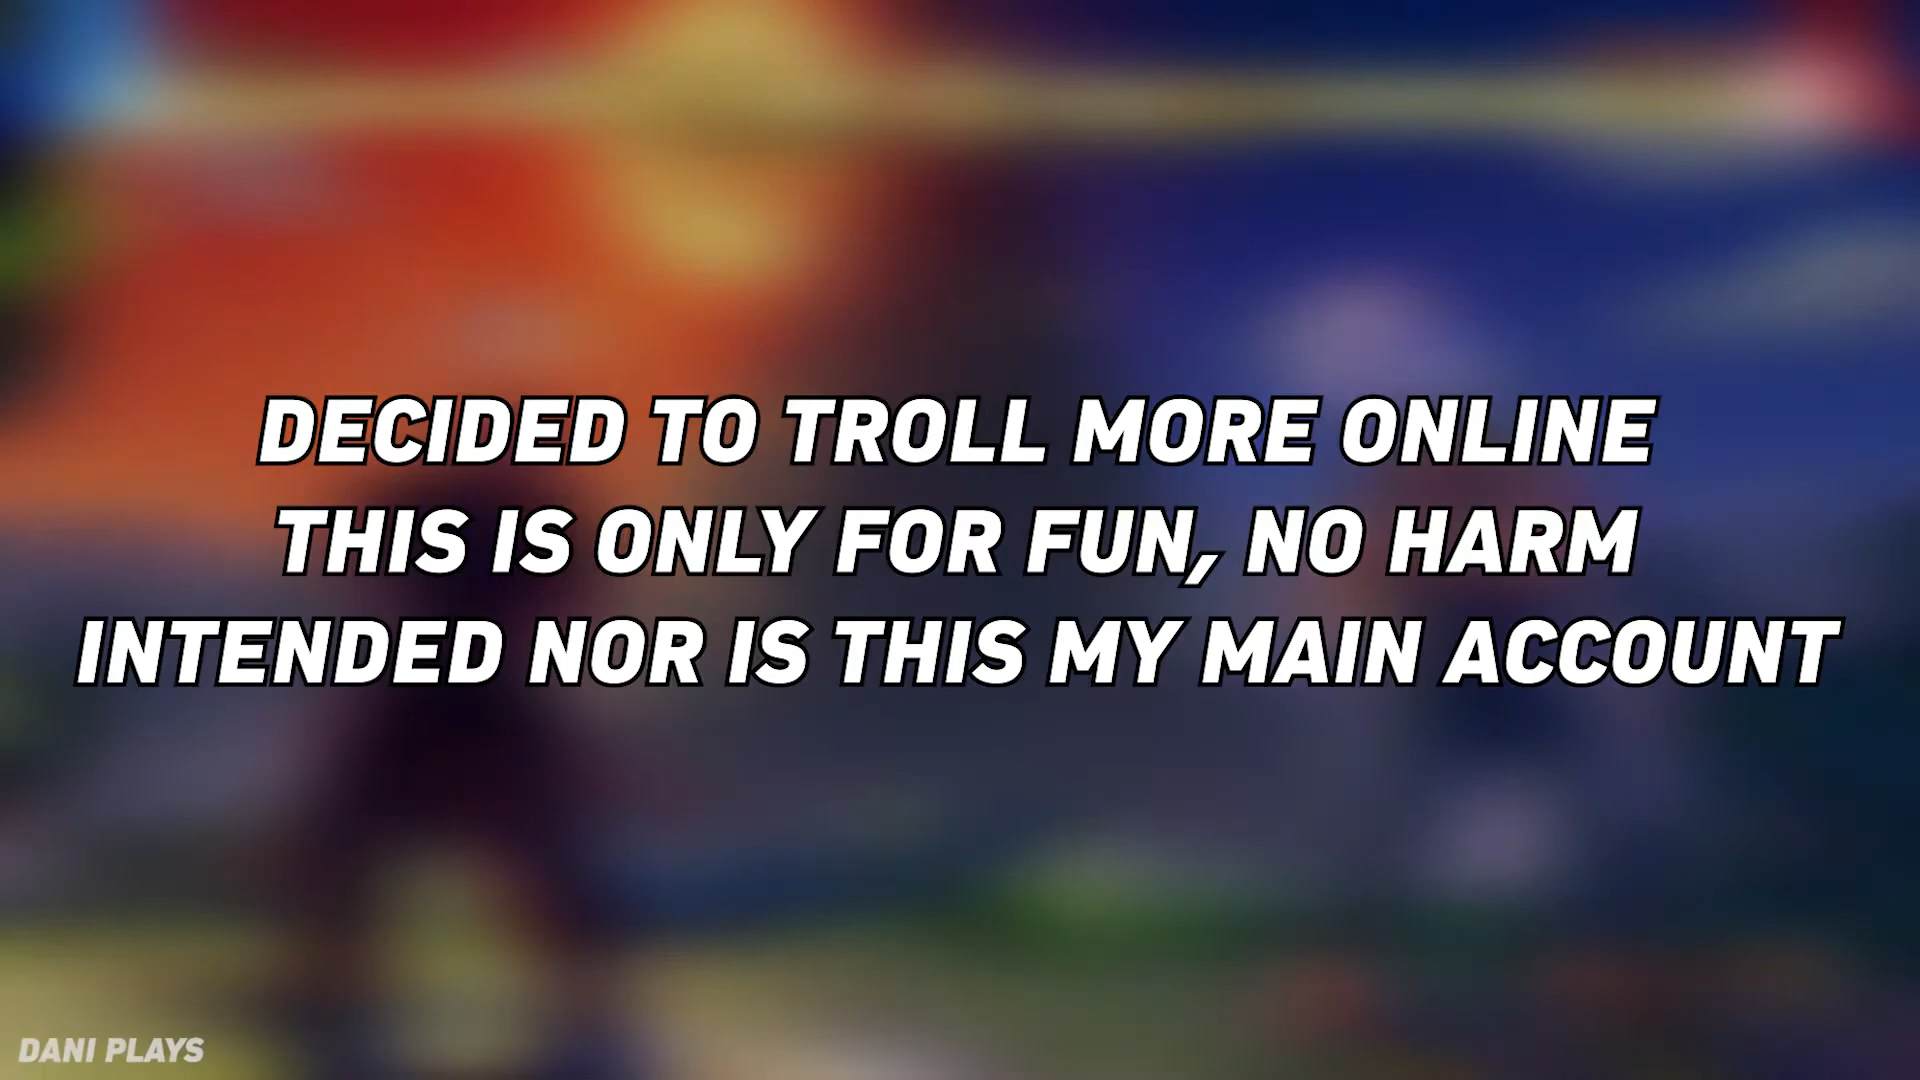 DECIDED TO TROLL MORE ONLINE
THIS IS ONLY FOR FUN, NO HARM
INTENDED NOR IS THIS MY MAIN ACCOUNT
DANI PLAYS